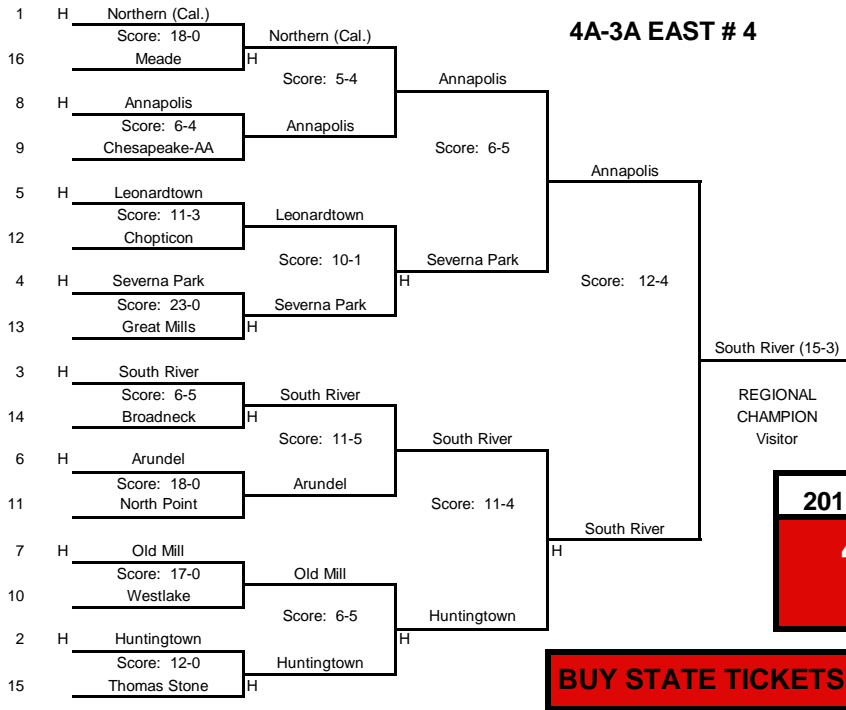 4A-3A EAST # 4
1 H Northern (Cal.)
Score: 18-0
16 Meade
Northern (Cal.)
H
Score: 5-4
8 H Annapolis
Score: 6-4
9 Chesapeake-AA
Annapolis
Annapolis
Score: 6-5
5 H Leonardtown
Score: 11-3
12 Chopticon
Leonardtown
Score: 10-1
4 H Severna Park
Score: 23-0
13 Great Mills
Severna Park
H
Severna Park
H
Annapolis
Score: 12-4
3 H South River
Score: 6-5
14 Broadneck
South River
H
Score: 11-5
6 H Arundel
Score: 18-0
11 North Point
Arundel
South River
Score: 11-4
7 H Old Mill
Score: 17-0
10 Westlake
Old Mill
Score: 6-5
2 H Huntingtown
Score: 12-0
15 Thomas Stone
Huntingtown
H
Huntingtown
H
South River
H
South River (15-3)
REGIONAL
CHAMPION
Visitor
201
BUY STATE TICKETS